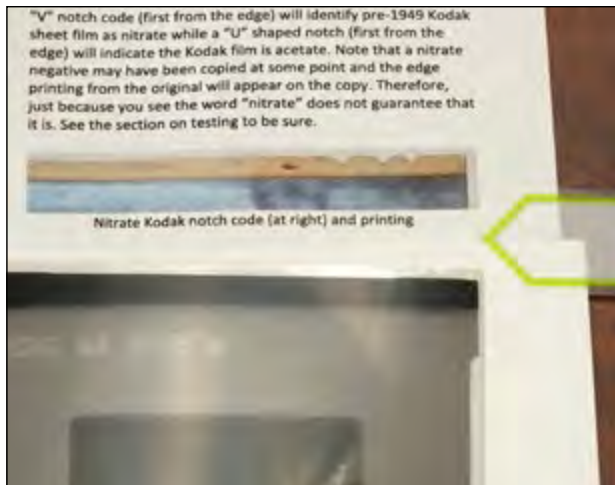 "V" notch code (first from the edge) will identify pre-1949 Kodak
sheet film as nitrate while a "U" shaped notch (first from the
edge) will indicate the Kodak film is acetate. Note that a nitrate
negative may have been copied at some point and the edge
printing from the original will appear on the copy. Therefore,
just because you see the word "nitrate" does not guarantee that
it is. See the section on testing to be sure.
Nitrate Kodak notch code (at right) and printing